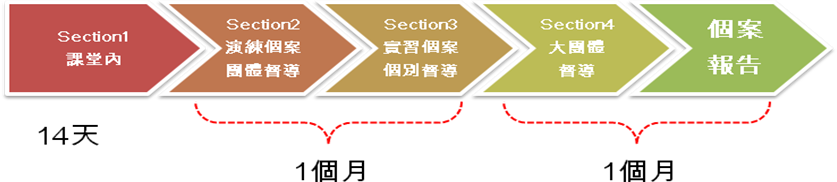 Section1
課堂內
Section2
演練個案
團體督導
Section3
實習個案
個別督導
Section4
大團體
督導
個案
報告
14天
1個月
1個月